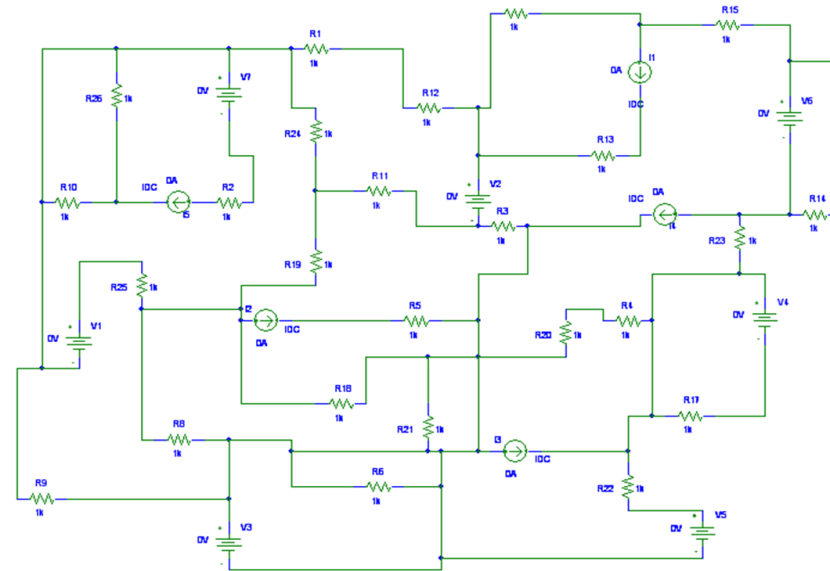 1k
R15
1k
R1
1k
0A
I1
IDC
R26
1k
V7
0V
R12
1k
V6
0V
R24
1k
R13
1k
R10
1k
IDC
0A
I5
R2
1k
R11
1k
V2
0V
R3
1k
IDC
0A
I4
R14
1k
R23
1k
R19
1k
R25
1k
I2
IDC
0A
R5
1k
R4
1k
R20
1k
V4
0V
V1
0V
R18
1k
R17
1k
R8
1k
R21
1k
I3
IDC
0A
R6
1k
R22
1k
R9
1k
V3
0V
V5
0V